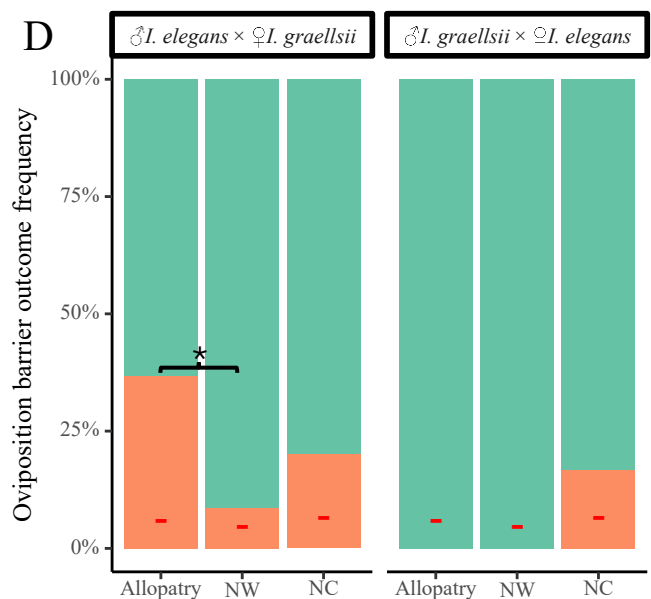 D
♂I. elegans × ♀I. graellsii
♂I. graellsii × ♀I. elegans
Oviposition barrier outcome frequency
100%
75%
50%
25%
0%
*
Allopatry NW NC
Allopatry NW NC